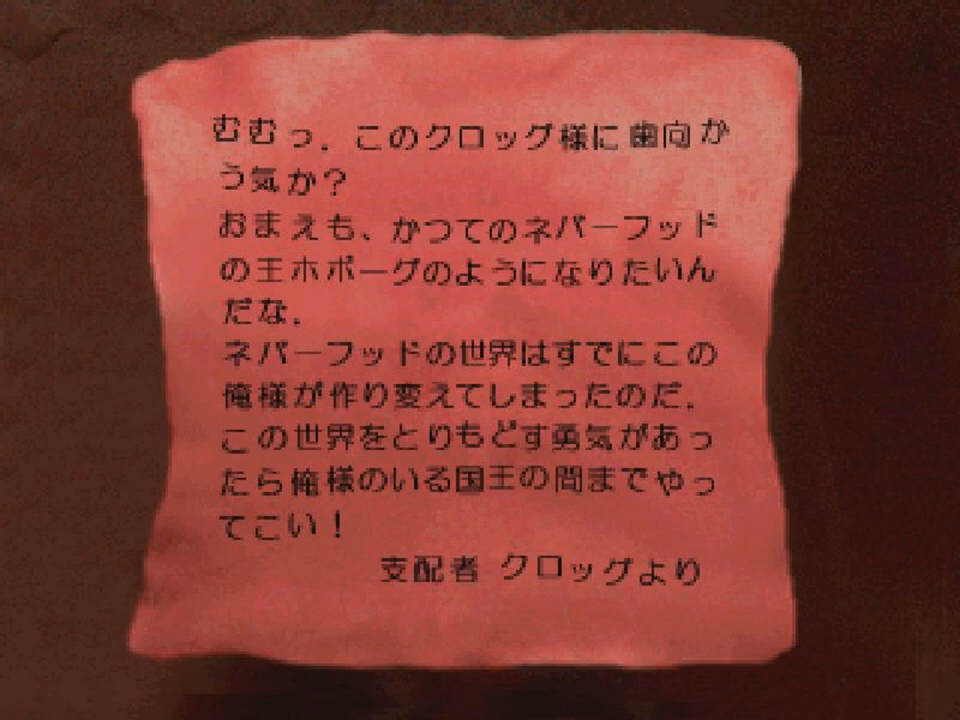 むむっ．このクロッグ様に歯向か
う気か？
おまえも、かつてのネバーフッド
の王ホボーグのようになりたいん
だな．
ネバーフッドの世界はすでにこの
俺様が作り変えてしまったのだ．
この世界をとりもどす勇気があっ
たら俺様のいる国王の間までやっ
てこい！
支配者 クロッグより